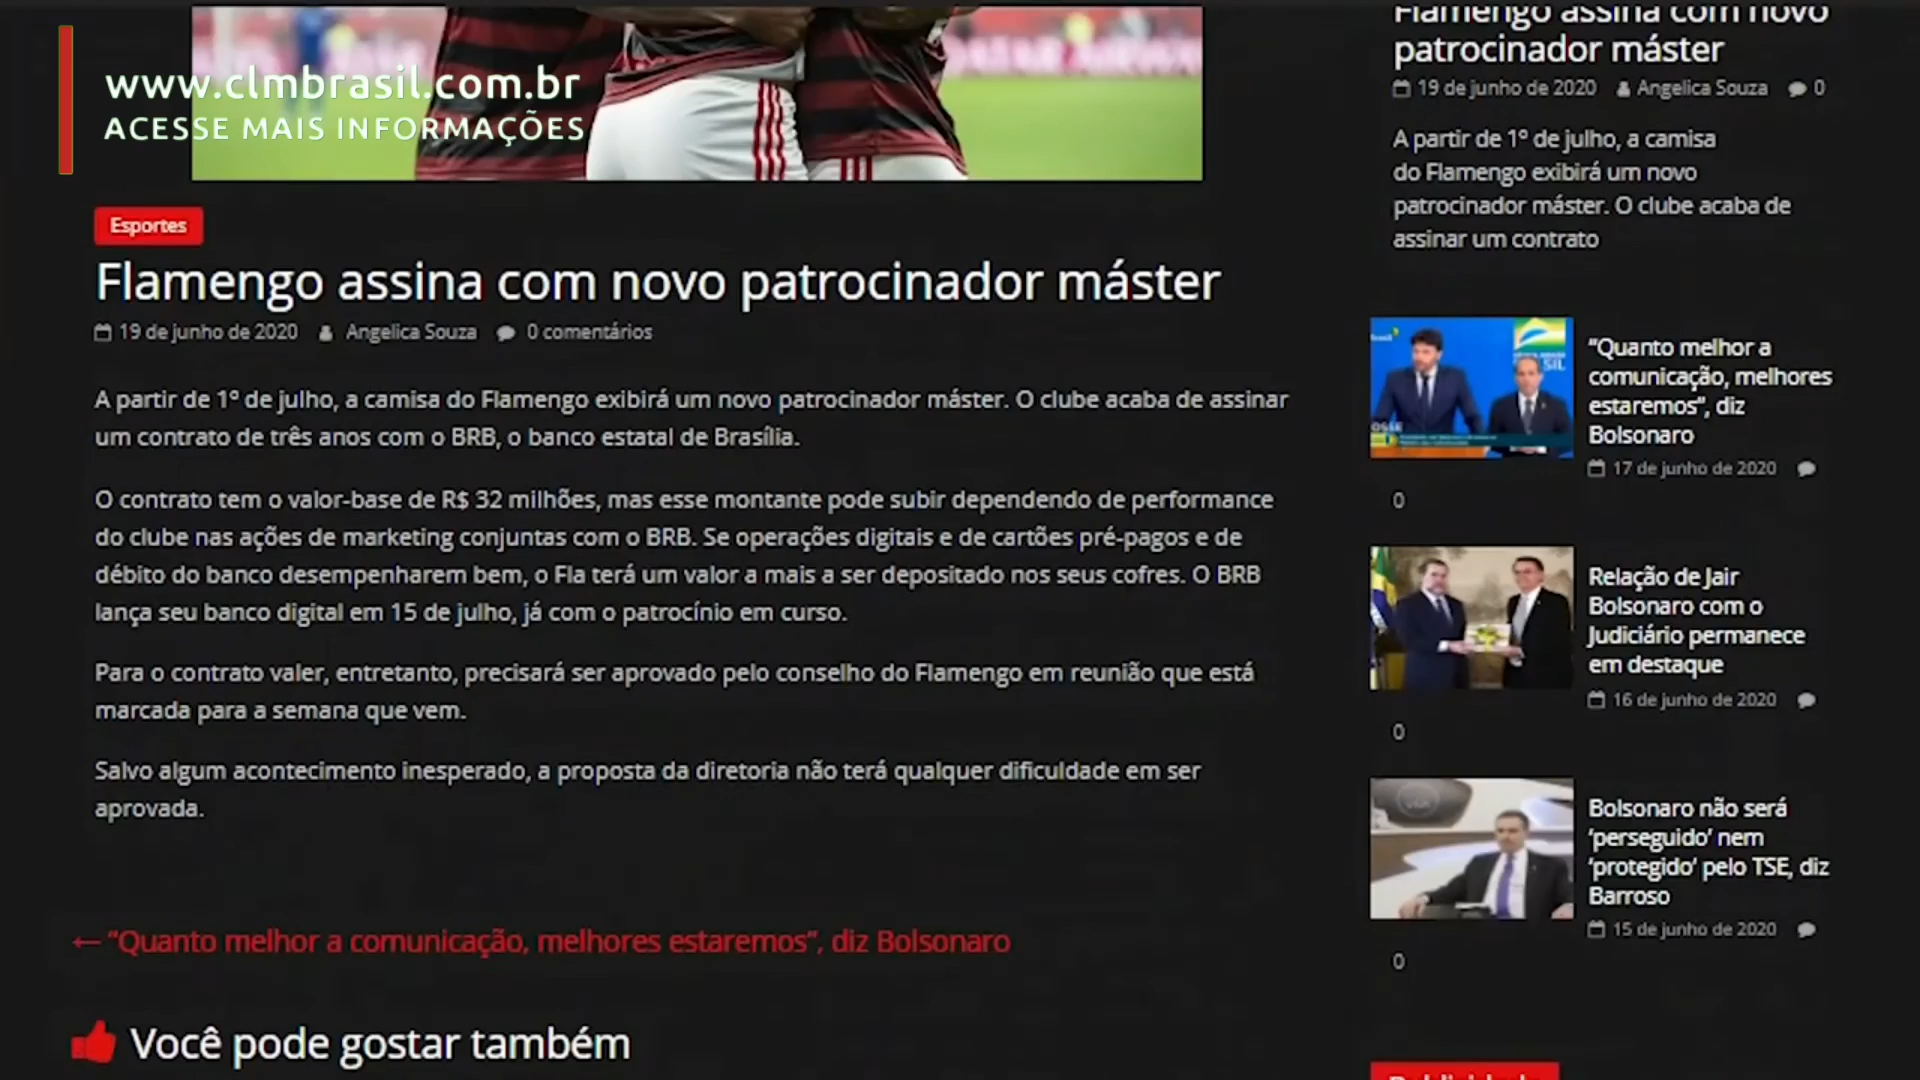 www.clmbrasil.com.br
ACESSE MAIS INFORMAÇÕES
Esportes
Flamengo assina com novo patrocinador máster
19 de junho de 2020 Angelica Souza 0 comentários
A partir de 1º de julho, a camisa do Flamengo exibirá um novo patrocinador máster. O clube acaba de assinar
um contrato de três anos com o BRB, o banco estatal de Brasília.
O contrato tem o valor-base de R$ 32 milhões, mas esse montante pode subir dependendo de performance
do clube nas ações de marketing conjuntas com o BRB. Se operações digitais e de cartões pré-pagos e de
débito do banco desempenharem bem, o Fla terá um valor a mais a ser depositado nos seus cofres. O BRB
lança seu banco digital em 15 de julho, já com o patrocínio em curso.
Para o contrato valer, entretanto, precisará ser aprovado pelo conselho do Flamengo em reunião que está
marcada para a semana que vem.
Salvo algum acontecimento inesperado, a proposta da diretoria não terá qualquer dificuldade em ser
aprovada.
← “Quanto melhor a comunicação, melhores estaremos”, diz Bolsonaro
Você pode gostar também
Flamengo assina com novo
patrocinador máster
19 de junho de 2020 Angelica Souza 0
A partir de 1º de julho, a camisa
do Flamengo exibirá um novo
patrocinador máster. O clube acaba de
assinar um contrato
“Quanto melhor a
comunicação, melhores
estaremos”, diz
Bolsonaro
17 de junho de 2020
0
Relação de Jair
Bolsonaro com o
Judiciário permanece
em destaque
16 de junho de 2020
0
Bolsonaro não será
‘perseguido’ nem
‘protegido’ pelo TSE, diz
Barroso
15 de junho de 2020
0